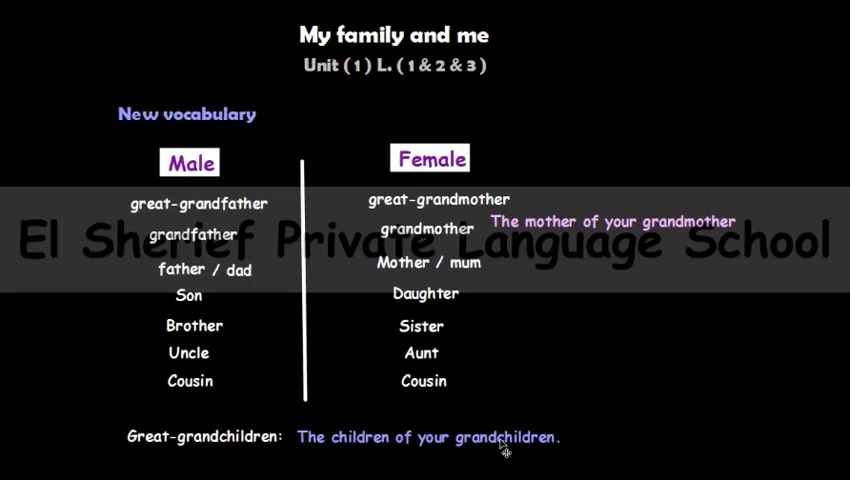 My family and me
Unit ( 1 ) L. ( 1 & 2 & 3 )
New vocabulary
Male
Female
great-grandfather
great-grandmother
The mother of your grandmother
grandfather
grandmother
El Sherief Private Language School
father / dad
Mother / mum
Son
Daughter
Brother
Sister
Uncle
Aunt
Cousin
Cousin
Great-grandchildren: The children of your grandchildren.